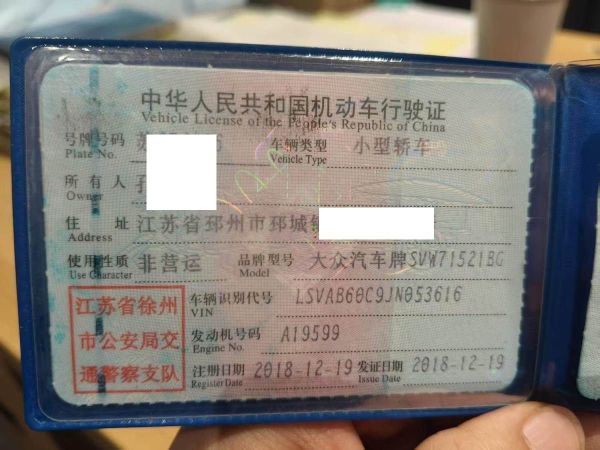 中华人民共和国机动车行驶证
Vehicle License of the People's Republic of China
号牌号码 苏 车辆类型 小型轿车
Plate No. Vehicle Type
所有人 孔
Owner
住 址 江苏省邳州市邳城镇
Address
使用性质 非营运 品牌型号 大众汽车牌SVW71521BG
Use Character Model
江苏省徐州 车辆识别代号 LSVAB60C9JN053616
VIN
市公安局交 发动机号码 A19599
Engine No.
通警察支队 注册日期 2018-12-19 发证日期 2018-12-19
Register Date Issue Date